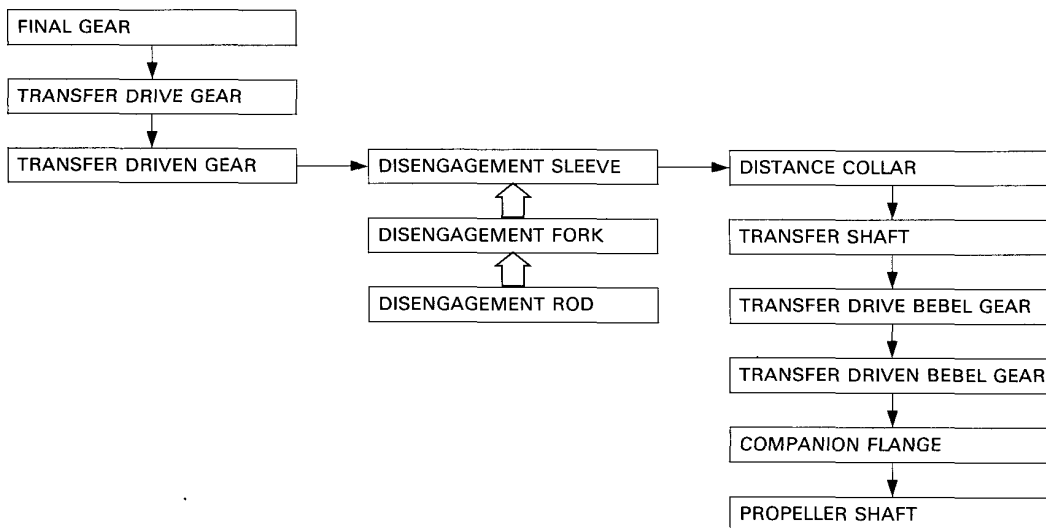 FINAL GEAR
TRANSFER DRIVE GEAR
TRANSFER DRIVEN GEAR
DISENGAGEMENT SLEEVE
DISENGAGEMENT FORK
DISENGAGEMENT ROD
DISTANCE COLLAR
TRANSFER SHAFT
TRANSFER DRIVE BEBEL GEAR
TRANSFER DRIVEN BEBEL GEAR
COMPANION FLANGE
PROPELLER SHAFT